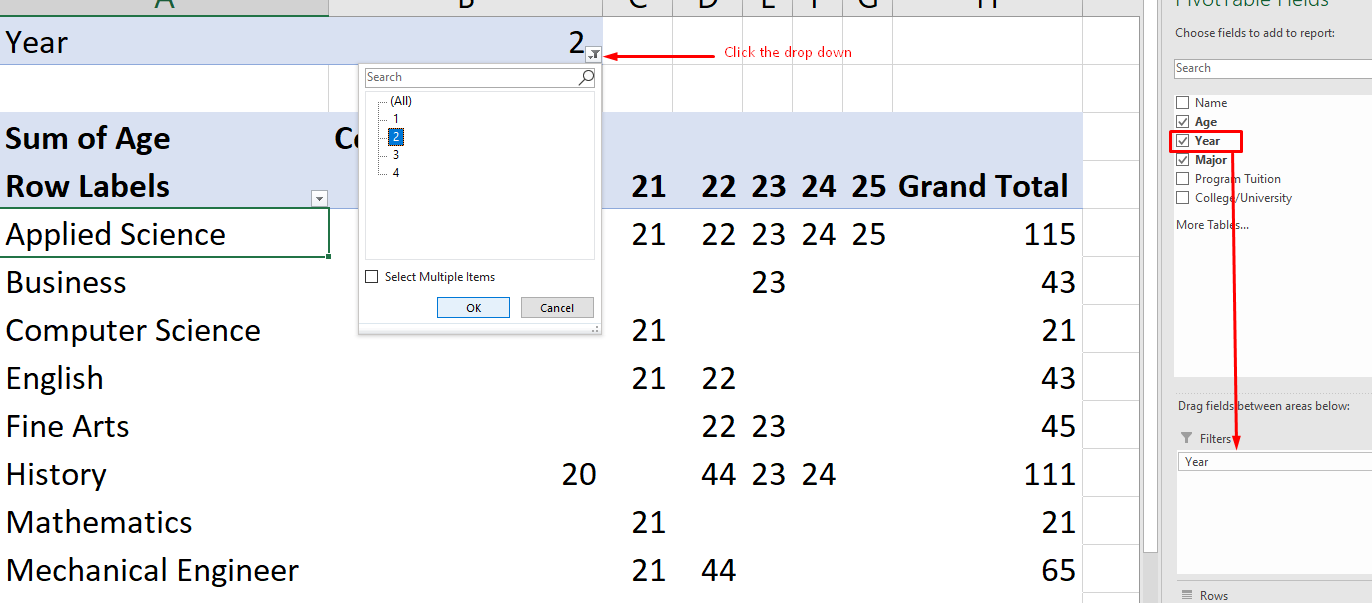 A B C D E F G H
PivotTable Fields
Choose fields to add to report:
Year 2
Click the drop down
Search
Search
(All)
1
2
3
4
Select Multiple Items
OK Cancel
Name
Age
Year
Major
Program Tuition
College/University
More Tables...
Sum of Age
Row Labels 21 22 23 24 25 Grand Total
Applied Science 21 22 23 24 25 115
Business 23 43
Computer Science 21 21
English 21 22 43
Fine Arts 22 23 45
History 20 44 23 24 111
Mathematics 21 21
Mechanical Engineer 21 44 65
Drag fields between areas below:
Filters
Year
Rows